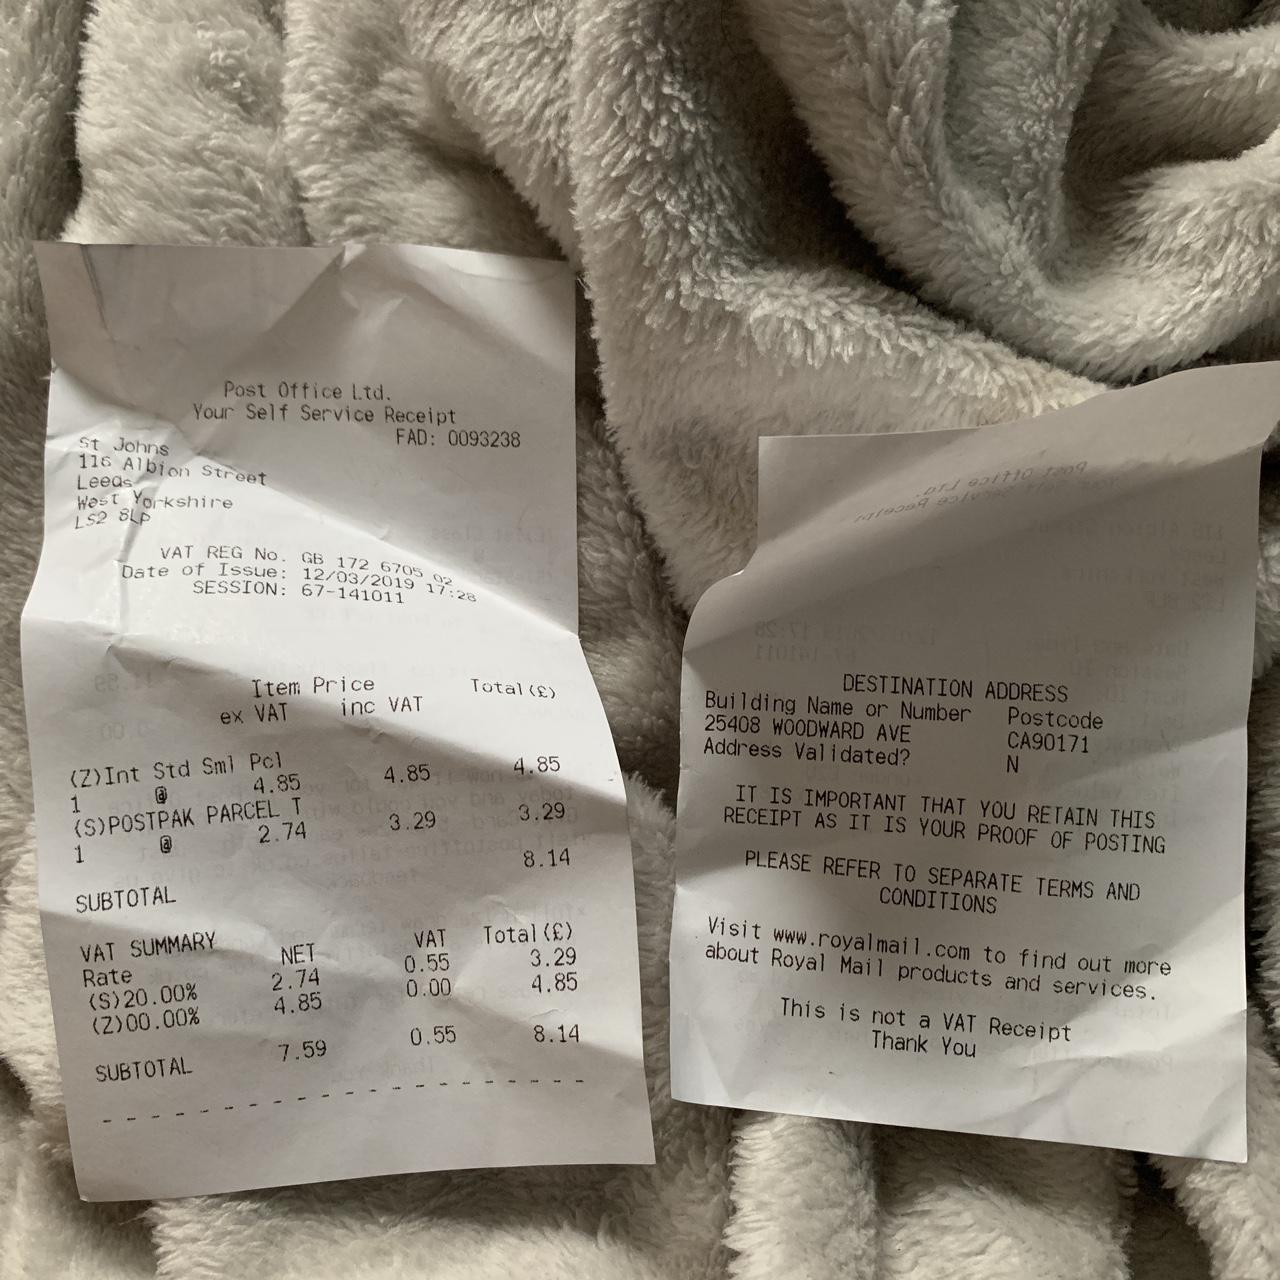 Post Office Ltd.
Your Self Service Receipt
FAD: 0093238
St Johns
116 Albion Street
Leeds
West Yorkshire
LS2 8LP
VAT REG No. GB 172 6705 02
Date of Issue: 12/03/2019 17:28
SESSION: 67-141011
Item Price Total(£)
ex VAT inc VAT
(Z)Int Std Sml Pcl
1 @ 4.85 4.85 4.85
(S)POSTPAK PARCEL T
1 @ 2.74 3.29 3.29
SUBTOTAL 8.14
VAT SUMMARY
Rate NET VAT Total(£)
(S)20.00% 2.74 0.55 3.29
(Z)00.00% 4.85 0.00 4.85
SUBTOTAL 7.59 0.55 8.14
DESTINATION ADDRESS
Building Name or Number Postcode
25408 WOODWARD AVE CA90171
Address Validated? N
IT IS IMPORTANT THAT YOU RETAIN THIS
RECEIPT AS IT IS YOUR PROOF OF POSTING
PLEASE REFER TO SEPARATE TERMS AND
CONDITIONS
Visit www.royalmail.com to find out more
about Royal Mail products and services.
This is not a VAT Receipt
Thank You